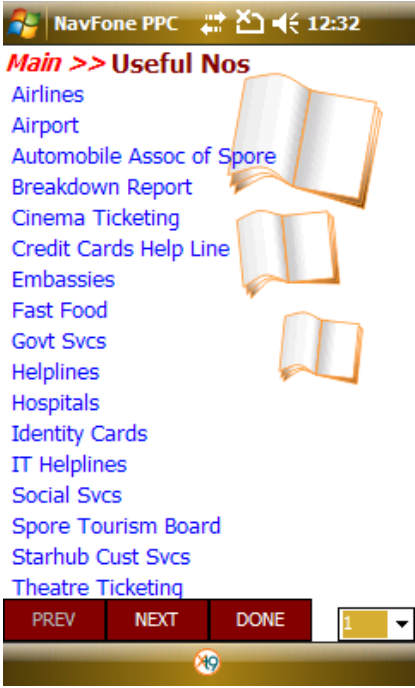 NavFone PPC 12:32
Main >> Useful Nos
Airlines
Airport
Automobile Assoc of Spore
Breakdown Report
Cinema Ticketing
Credit Cards Help Line
Embassies
Fast Food
Govt Svcs
Helplines
Hospitals
Identity Cards
IT Helplines
Social Svcs
Spore Tourism Board
Starhub Cust Svcs
Theatre Ticketing
PREV NEXT DONE 1